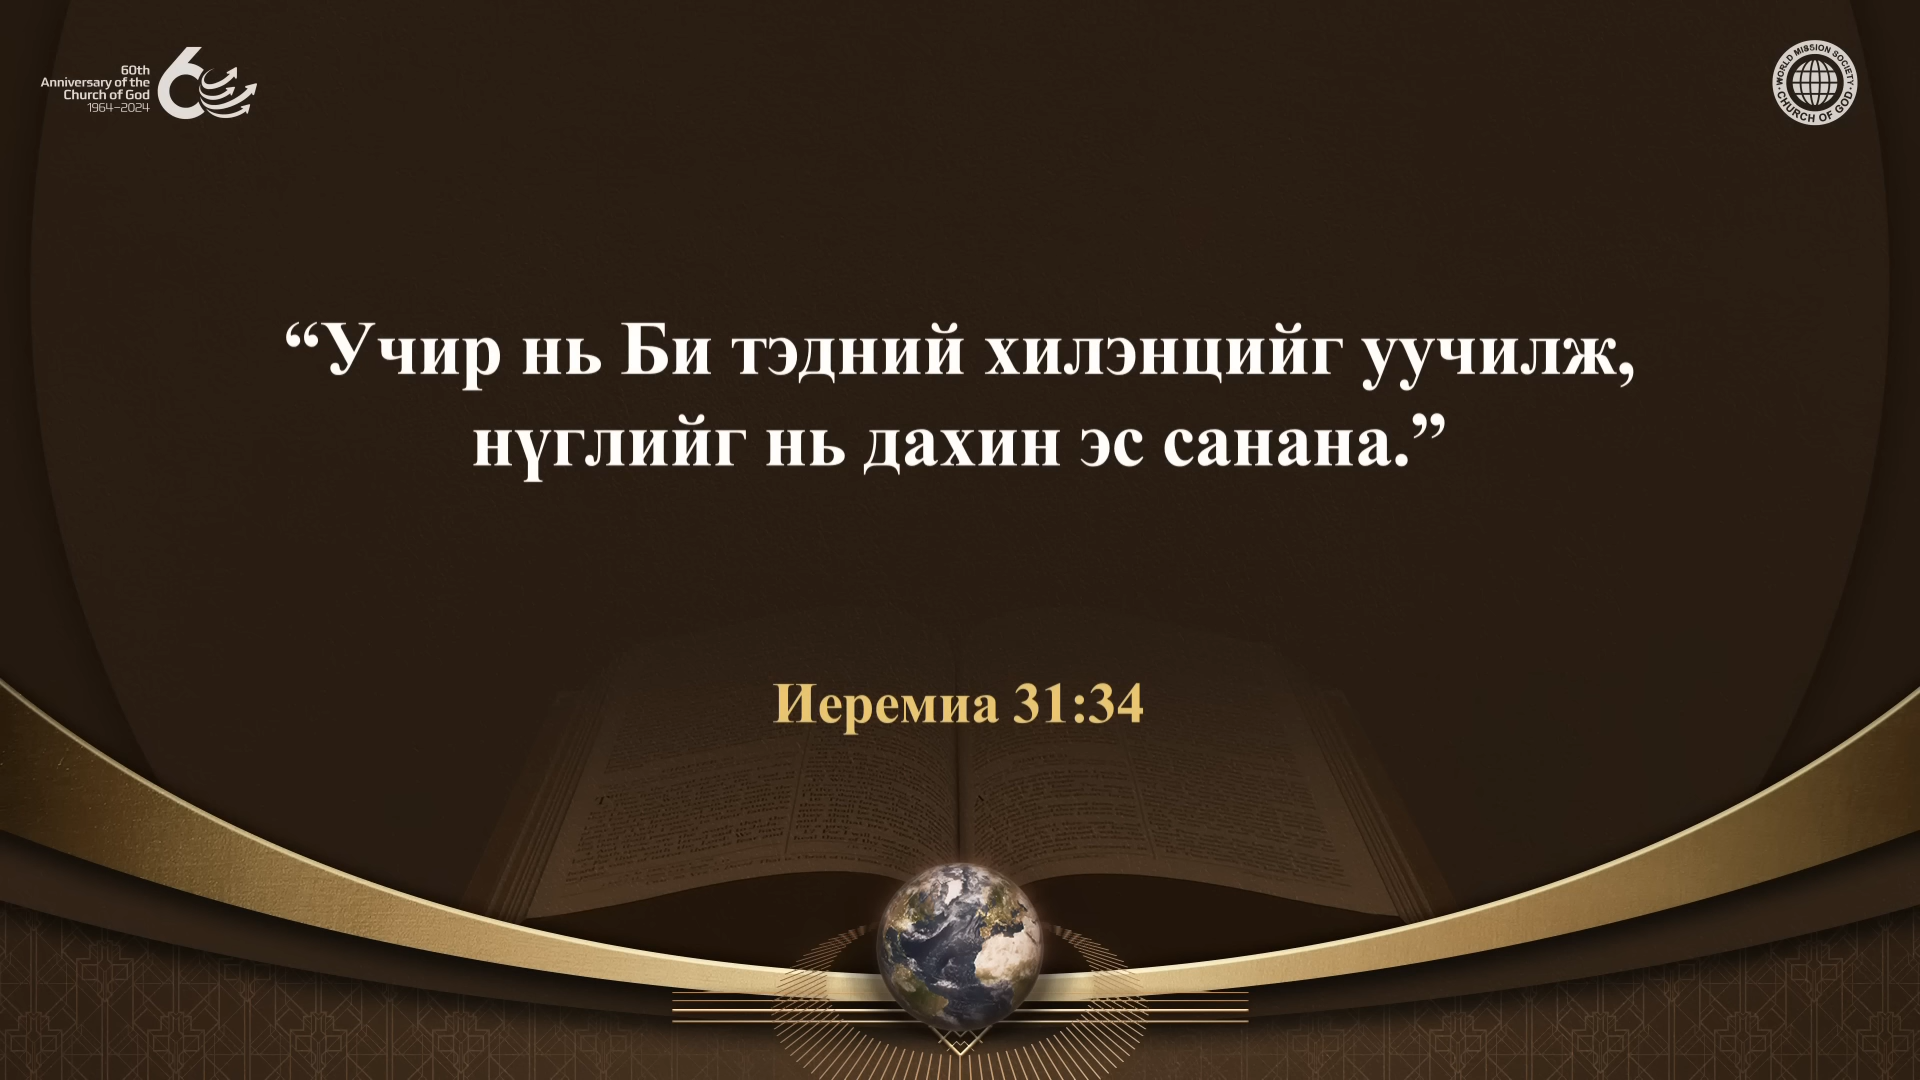 60th
Anniversary of the
Church of God
1964–2024
WORLD MISSION SOCIETY
CHURCH OF GOD
“Учир нь Би тэдний хилэнцийг уучилж,
нүглийг нь дахин эс санана.”
Иеремиа 31:34